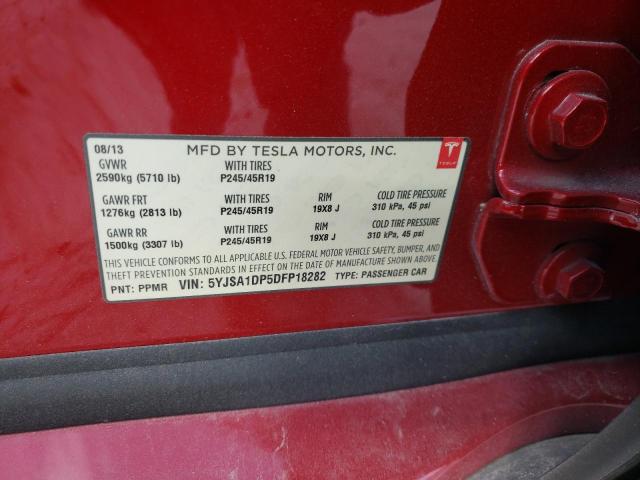 08/13 MFD BY TESLA MOTORS, INC.
GVWR WITH TIRES
2590kg (5710 lb) P245/45R19
TESLA
GAWR FRT WITH TIRES RIM COLD TIRE PRESSURE
1276kg (2813 lb) P245/45R19 19X8 J 310 kPa, 45 psi
GAWR RR WITH TIRES RIM COLD TIRE PRESSURE
1500kg (3307 lb) P245/45R19 19X8 J 310 kPa, 45 psi
THIS VEHICLE CONFORMS TO ALL APPLICABLE U.S. FEDERAL MOTOR VEHICLE SAFETY, BUMPER, AND
THEFT PREVENTION STANDARDS IN EFFECT ON THE DATE OF MANUFACTURE SHOWN ABOVE.
PNT: PPMR VIN: 5YJSA1DP5DFP18282 TYPE: PASSENGER CAR